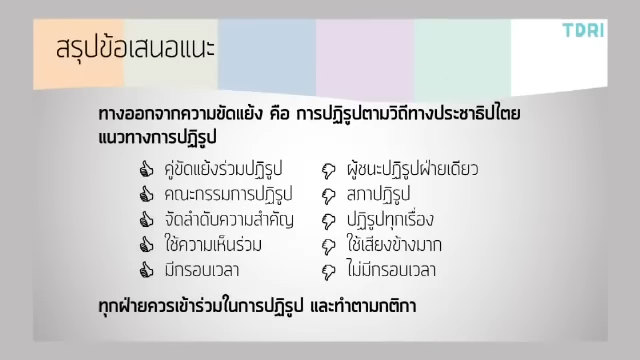 TDRI
สรุปข้อเสนอแนะ
ทางออกจากความขัดแย้ง คือ การปฏิรูปตามวิถีทางประชาธิปไตย
แนวทางการปฏิรูป
คู่ขัดแย้งร่วมปฏิรูป ผู้ชนะปฏิรูปฝ่ายเดียว
คณะกรรมการปฏิรูป สภาปฏิรูป
จัดลำดับความสำคัญ ปฏิรูปทุกเรื่อง
ใช้ความเห็นร่วม ใช้เสียงข้างมาก
มีกรอบเวลา ไม่มีกรอบเวลา
ทุกฝ่ายควรเข้าร่วมในการปฏิรูป และทำตามกติกา